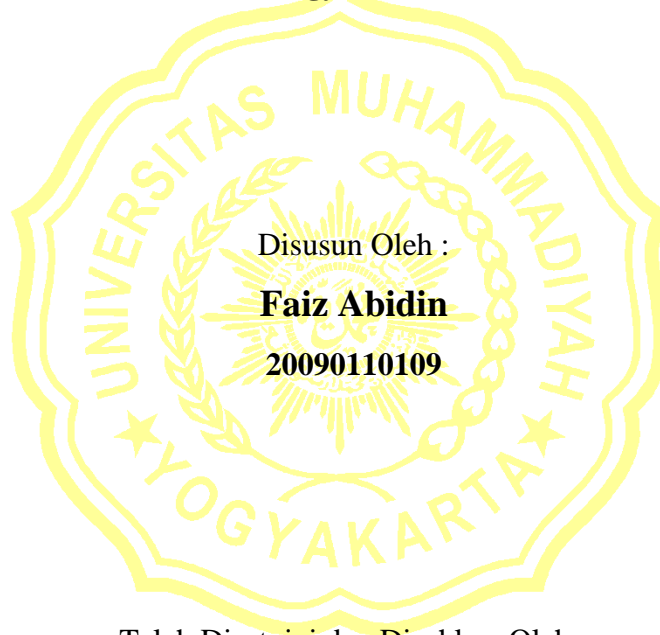 UNIVERSITAS MUHAMMADIYAH
Disusun Oleh :
Faiz Abidin
20090110109
★ YOGYAKARTA ★